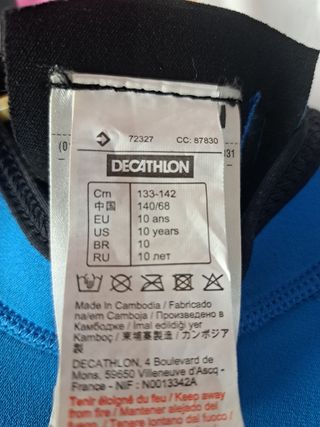 72327 CC: 87830
DECATHLON
Cm 133-142
中国 140/68
EU 10 ans
US 10 years
BR 10
RU 10 лет
Made in Cambodia / Fabricado
na/em Camboja / Произведено в
Камбодже / Imal edildiği yer
Kamboç / 柬埔寨製造 / カンボジア
製
DECATHLON, 4 Boulevard de
Mons, 59650 Villeneuve d'Ascq -
France - NIF : N0013342A
Tenir éloigné du feu / Keep away
from fire / Mantener alejado del
fuego / Tenere lontano dal fuoco /